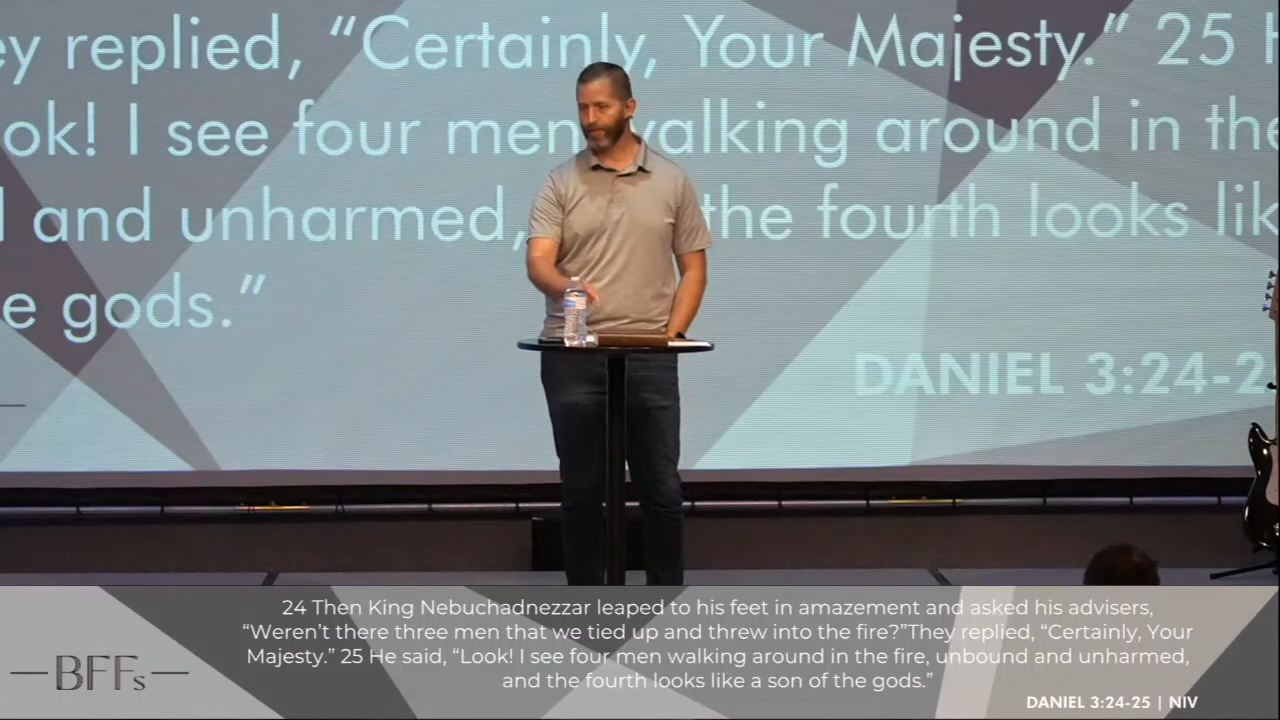 ey replied, “Certainly, Your Majesty.” 25 H
ok! I see four men walking around in the
and unharmed, the fourth looks lik
e gods.”
DANIEL 3:24-2
24 Then King Nebuchadnezzar leaped to his feet in amazement and asked his advisers,
“Weren’t there three men that we tied up and threw into the fire?”They replied, “Certainly, Your
Majesty.” 25 He said, “Look! I see four men walking around in the fire, unbound and unharmed,
and the fourth looks like a son of the gods.”
DANIEL 3:24-25 | NIV
BFFs